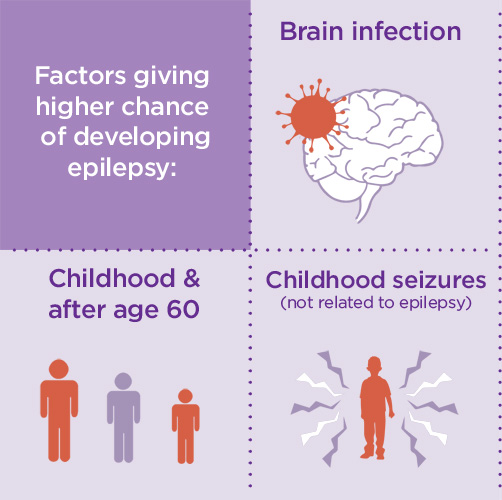 Factors giving
higher chance
of developing
epilepsy:
Brain infection
Childhood &
after age 60
Childhood seizures
(not related to epilepsy)